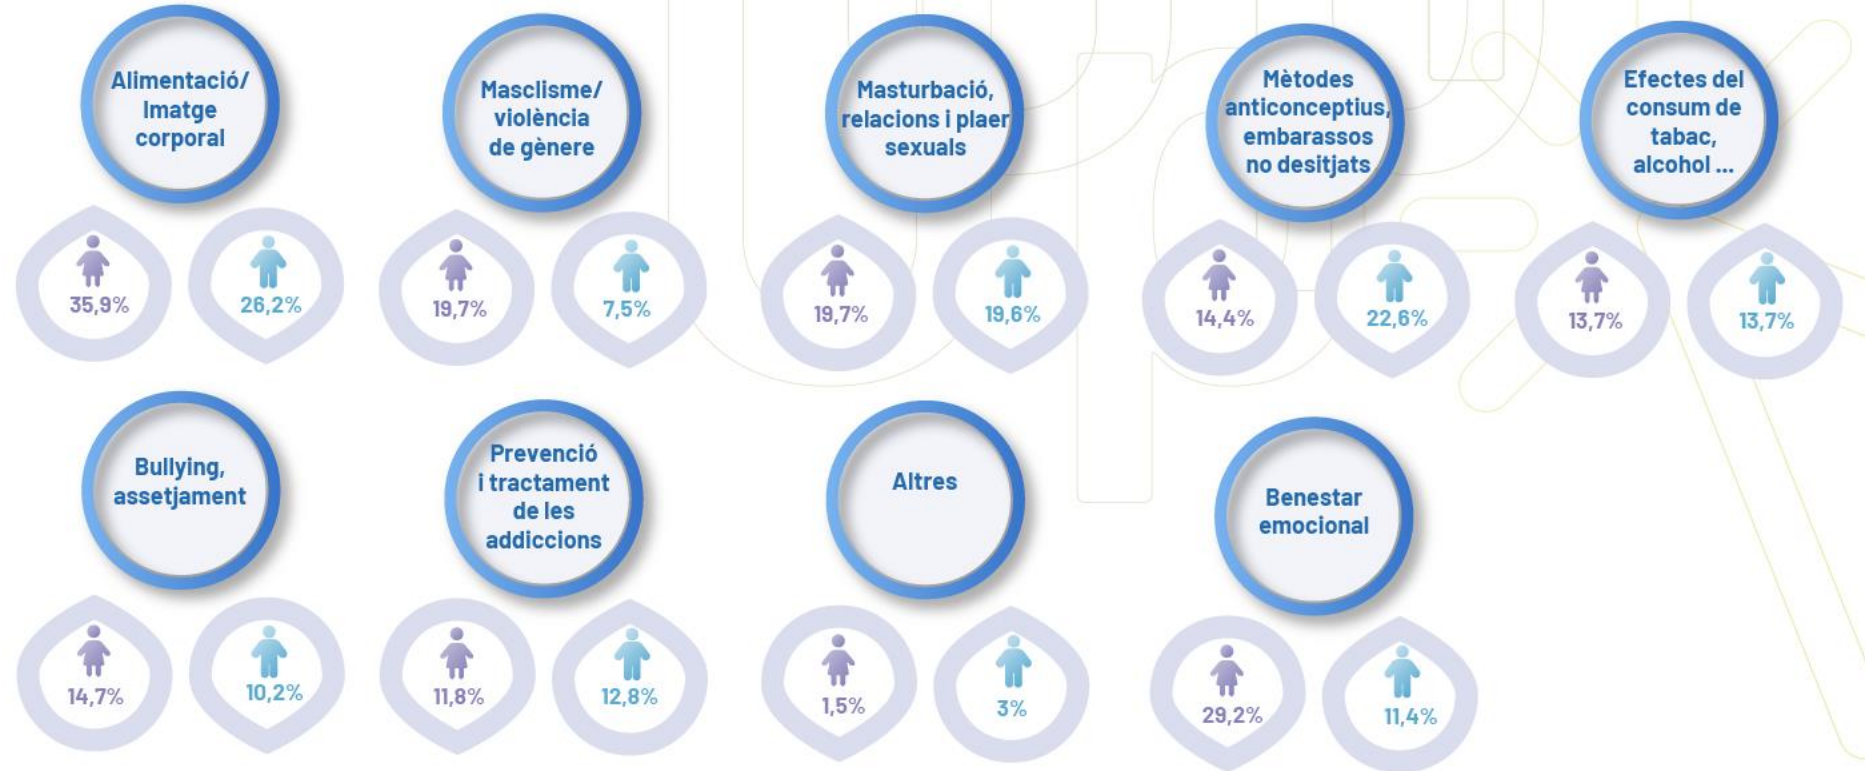 Alimentació/
Imatge
corporal
35,9%
26,2%
Masclisme/
violència
de gènere
19,7%
7,5%
Masturbació,
relacions i plaer
sexuals
19,7%
19,6%
Mètodes
anticonceptius,
embarassos
no desitjats
14,4%
22,6%
Efectes del
consum de
tabac,
alcohol ...
13,7%
13,7%
Bullying,
assetjament
14,7%
10,2%
Prevenció
i tractament
de les
addiccions
11,8%
12,8%
Altres
1,5%
3%
Benestar
emocional
29,2%
11,4%